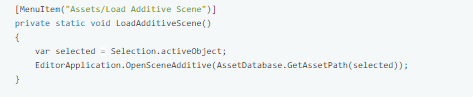 [MenuItem("Assets/Load Additive Scene")]
private static void LoadAdditiveScene()
{
    var selected = Selection.activeObject;
    EditorApplication.OpenSceneAdditive(AssetDatabase.GetAssetPath(selected));
}